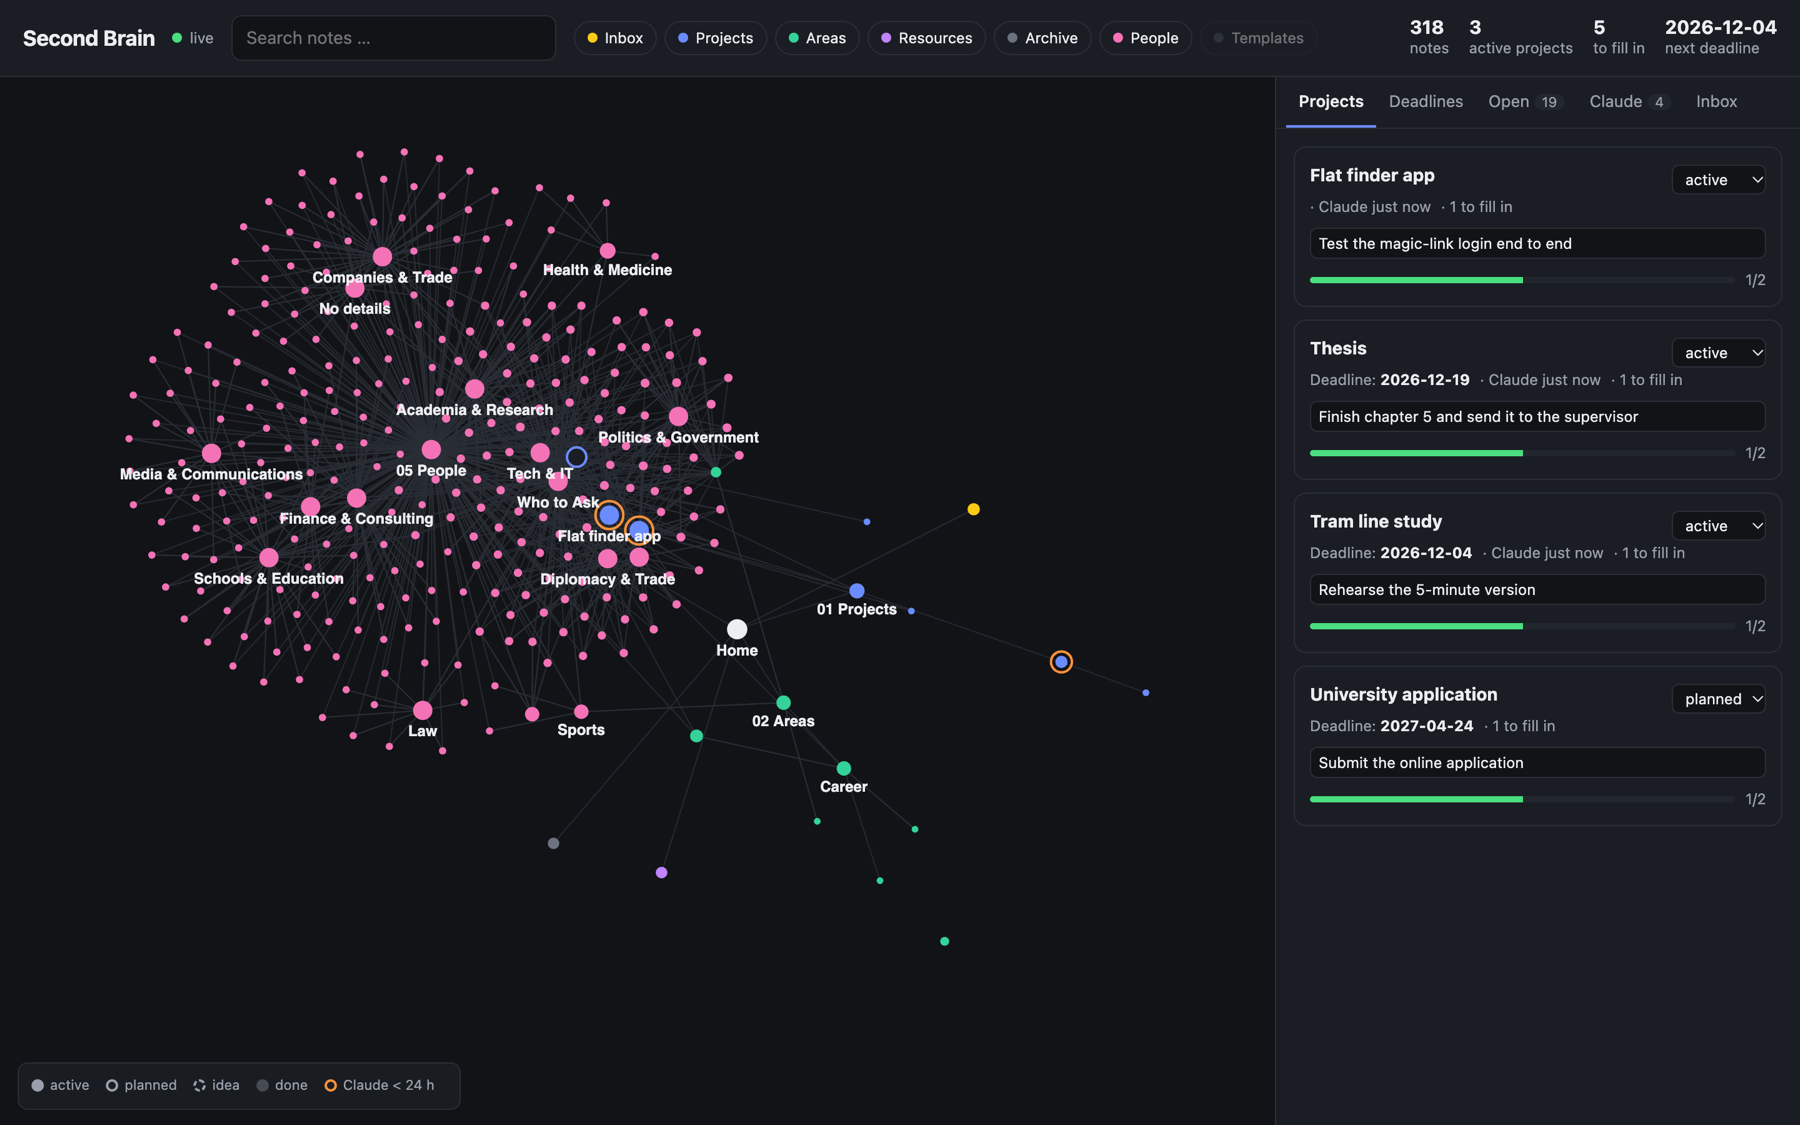 Second Brain
live
Search notes ...
Inbox
Projects
Areas
Resources
Archive
People
Templates
318 notes
3 active projects
5 to fill in
2026-12-04 next deadline
Companies & Trade
No details
Health & Medicine
Academia & Research
Politics & Government
05 People
Tech & IT
Media & Communications
Who to Ask
Finance & Consulting
Flat finder app
Schools & Education
Diplomacy & Trade
01 Projects
Home
02 Areas
Law
Sports
Career
active
planned
idea
done
Claude < 24 h
Projects
Deadlines
Open 19
Claude 4
Inbox
Flat finder app
active
· Claude just now · 1 to fill in
Test the magic-link login end to end
1/2
Thesis
active
Deadline: 2026-12-19 · Claude just now · 1 to fill in
Finish chapter 5 and send it to the supervisor
1/2
Tram line study
active
Deadline: 2026-12-04 · Claude just now · 1 to fill in
Rehearse the 5-minute version
1/2
University application
planned
Deadline: 2027-04-24 · 1 to fill in
Submit the online application
1/2